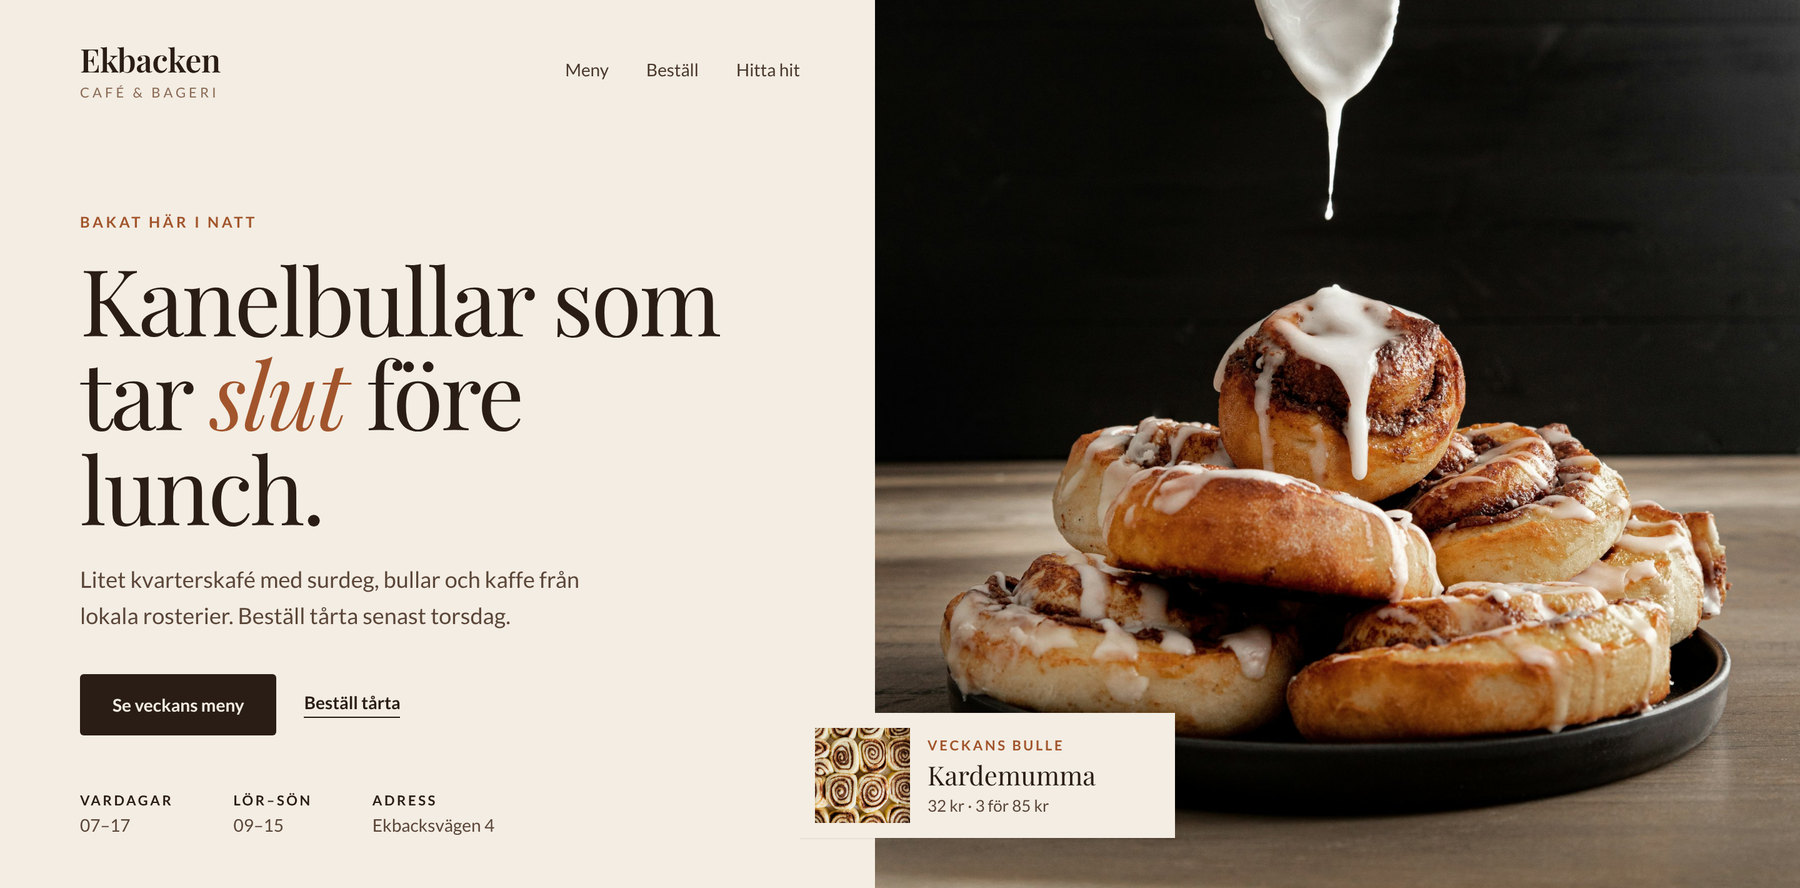 Ekbacken
CAFÉ & BAGERI
Meny
Beställ
Hitta hit
BAKAT HÄR I NATT
Kanelbullar som
tar slut före
lunch.
Litet kvarterskafé med surdeg, bullar och kaffe från
lokala rosterier. Beställ tårta senast torsdag.
Se veckans meny
Beställ tårta
VARDAGAR
07–17
LÖR–SÖN
09–15
ADRESS
Ekbacksvägen 4
VECKANS BULLE
Kardemumma
32 kr · 3 för 85 kr